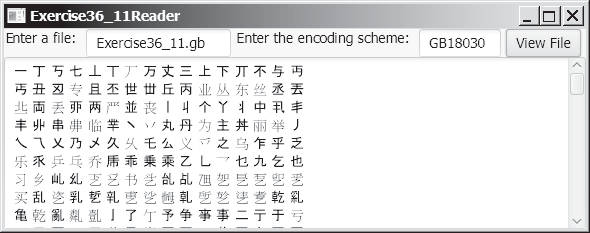 Exercise36_11Reader
Enter a file: Exercise36_11.gb Enter the encoding scheme: GB18030 View File
一 丁 丂 七 丄 丅 丆 万 丈 三 上 下 丌 不 与 丏
丐 丑 丒 专 且 丕 世 丗 丘 丙 业 丛 东 丝 丞 丟
丠 両 丢 丣 两 严 並 丧 丨 丩 个 丫 丬 中 丮 丯
丰 丱 串 丳 临 丵 丶 丷 丸 丹 为 主 丼 丽 举 丿
乀 乁 乂 乃 乄 久 乆 乇 么 义 乊 之 乌 乍 乎 乏
乐 乑 乒 乓 乔 乕 乖 乗 乘 乙 乚 乛 乜 九 乞 也
习 乡 乢 乣 乤 乥 书 乧 乨 乩 乪 乫 乬 乭 乮 乯
买 乱 乲 乳 乴 乵 乶 乷 乸 乹 乺 乻 乼 乽 乾 乿
亀 亁 亂 亃 亄 亅 了 亇 予 争 亊 事 二 亍 于 亏